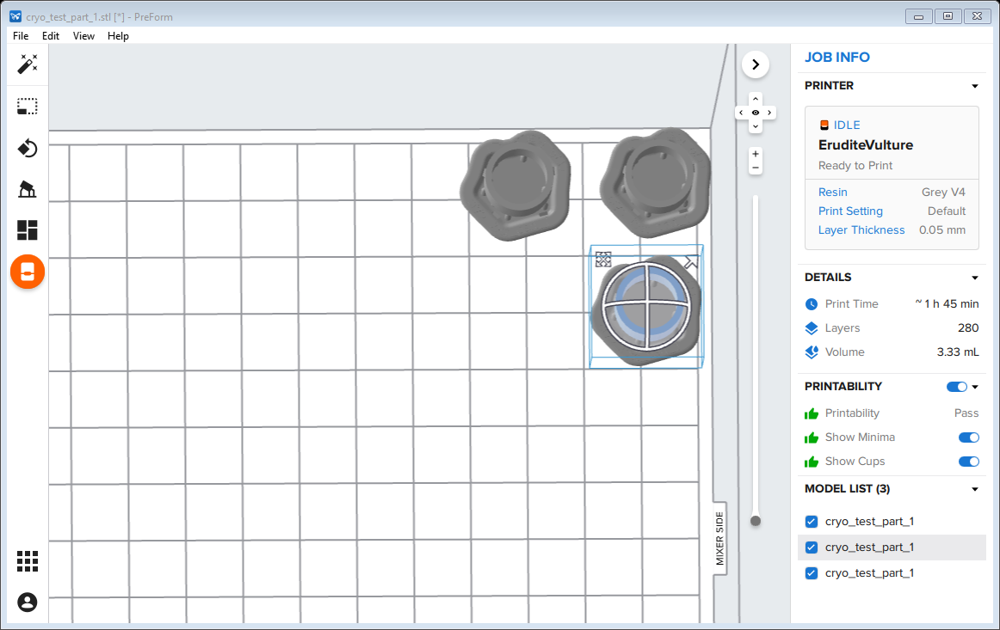 cryo_test_part_1.stl [*] - PreForm
File Edit View Help
JOB INFO
PRINTER
IDLE
EruditeVulture
Ready to Print
Resin Grey V4
Print Setting Default
Layer Thickness 0.05 mm
DETAILS
Print Time ~ 1 h 45 min
Layers 280
Volume 3.33 mL
PRINTABILITY
Printability Pass
Show Minima
Show Cups
MODEL LIST (3)
cryo_test_part_1
cryo_test_part_1
cryo_test_part_1
MIXER SIDE